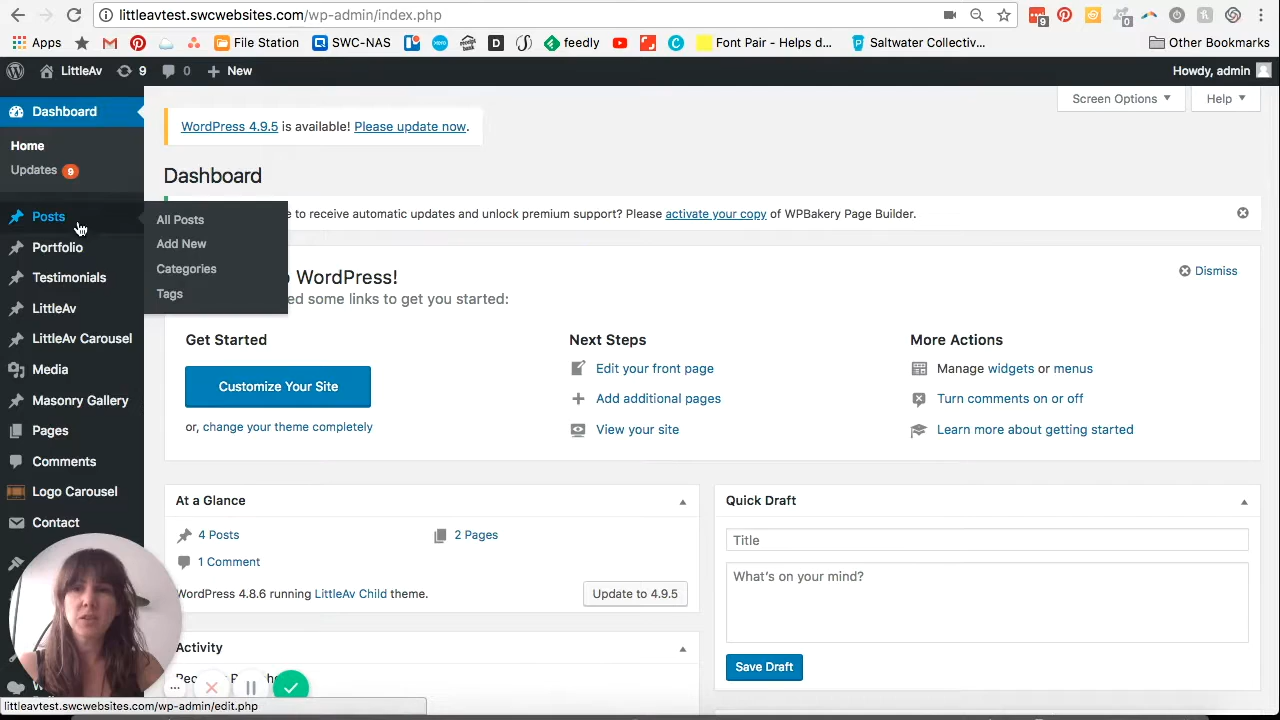 littleavtest.swcwebsites.com/wp-admin/index.php
9
0
Apps
File Station
SWC-NAS
feedly
Font Pair - Helps d...
Saltwater Collectiv...
Other Bookmarks
LittleAv
9
0
New
Howdy, admin
Dashboard
Home
Updates 9
Posts
All Posts
Add New
Categories
Tags
Portfolio
Testimonials
LittleAv
LittleAv Carousel
Media
Masonry Gallery
Pages
Comments
Logo Carousel
Contact
Screen Options
Help
WordPress 4.9.5 is available! Please update now.
Dashboard
to receive automatic updates and unlock premium support? Please activate your copy of WPBakery Page Builder.
WordPress!
Dismiss
some links to get you started:
Get Started
Customize Your Site
or, change your theme completely
Next Steps
Edit your front page
Add additional pages
View your site
More Actions
Manage widgets or menus
Turn comments on or off
Learn more about getting started
At a Glance
4 Posts
2 Pages
1 Comment
WordPress 4.8.6 running LittleAv Child theme.
Update to 4.9.5
Activity
Quick Draft
Title
What's on your mind?
Save Draft
littleavtest.swcwebsites.com/wp-admin/edit.php